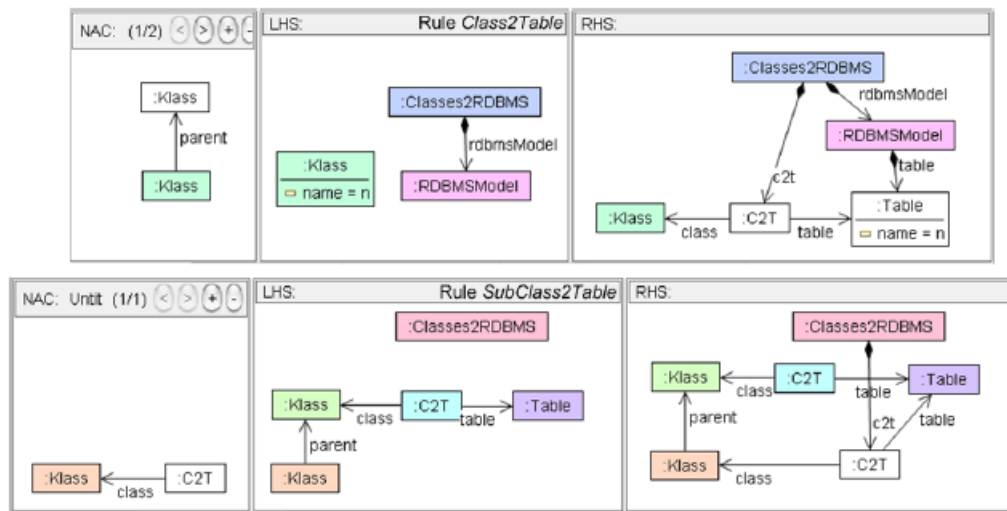 NAC: (1/2) < > + -
:Klass
parent
:Klass
LHS: Rule Class2Table
:Classes2RDBMS
rdbmsModel
:Klass
name = n
:RDBMSModel
RHS:
:Classes2RDBMS
rdbmsModel
:RDBMSModel
table
c2t
:Klass
class
:C2T
table
:Table
name = n
NAC: Untit (1/1) < > + -
:Klass
class
:C2T
LHS: Rule SubClass2Table
:Classes2RDBMS
:Klass
class
:C2T
table
:Table
parent
:Klass
RHS:
:Classes2RDBMS
:Klass
class
:C2T
table
:Table
parent
c2t
table
:Klass
class
:C2T